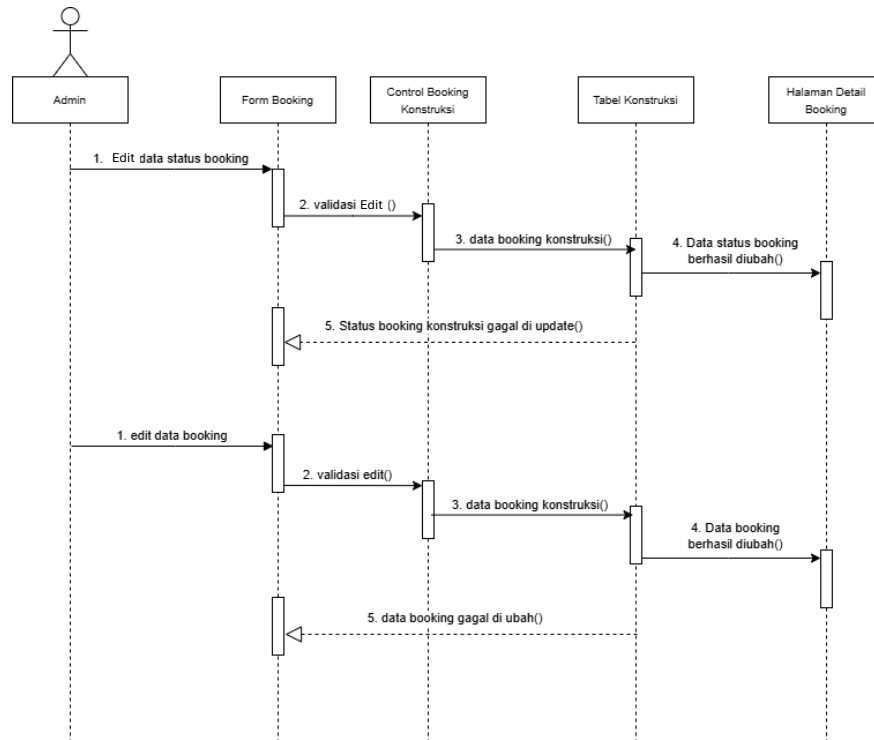 Admin
Form Booking
Control Booking
Konstruksi
Tabel Konstruksi
Halaman Detail
Booking
1. Edit data status booking
2. validasi Edit ()
3. data booking konstruksi()
4. Data status booking
berhasil diubah()
5. Status booking konstruksi gagal di update()
1. edit data booking
2. validasi edit()
3. data booking konstruksi()
4. Data booking
berhasil diubah()
5. data booking gagal di ubah()